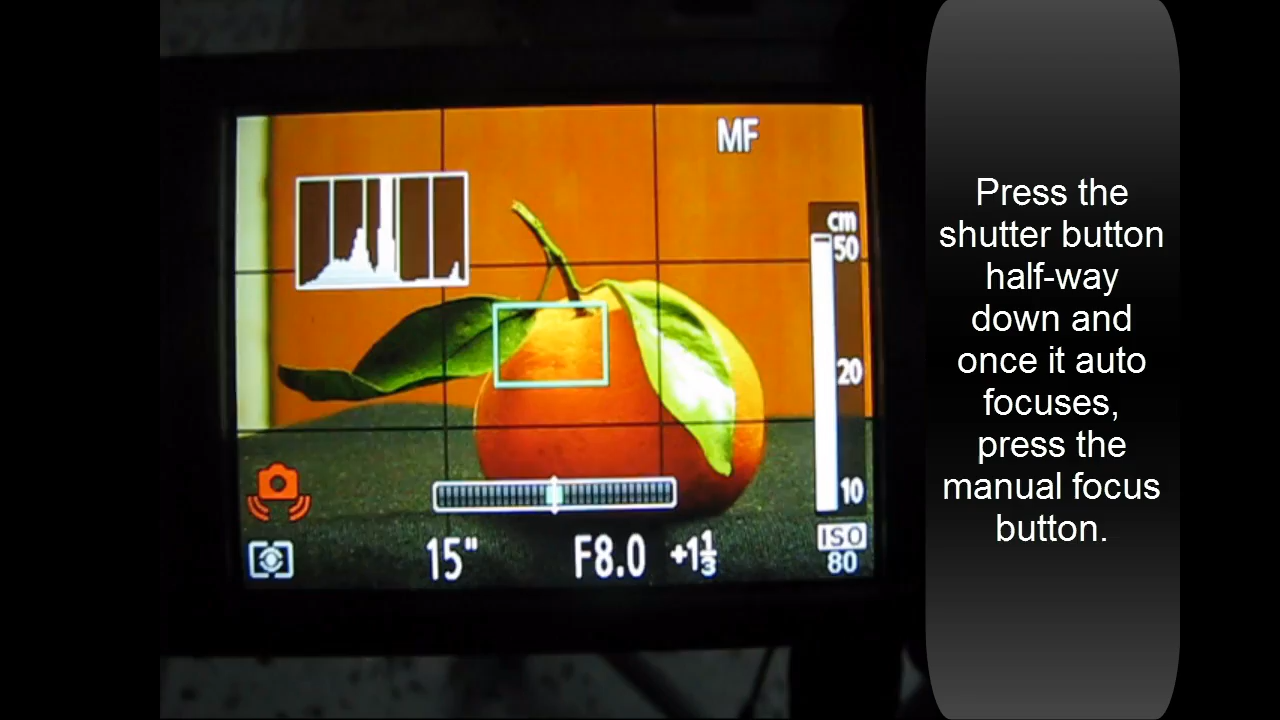 MF
cm
50
20
10
15" F8.0 +1⅓
ISO
80
Press the
shutter button
half-way
down and
once it auto
focuses,
press the
manual focus
button.